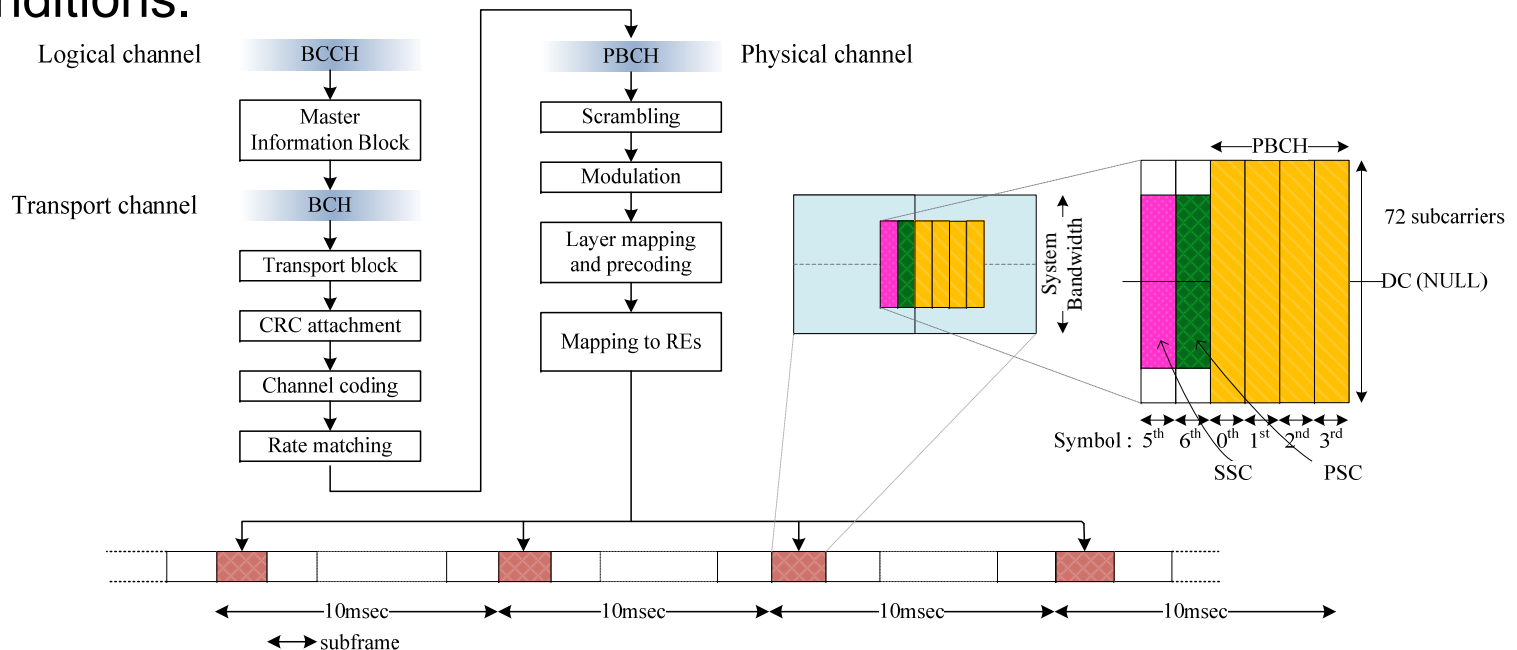 nditions.
Logical channel
BCCH
Master
Information Block
Transport channel
BCH
Transport block
CRC attachment
Channel coding
Rate matching
PBCH
Physical channel
Scrambling
Modulation
Layer mapping
and precoding
Mapping to REs
System
Bandwidth
PBCH
72 subcarriers
DC (NULL)
Symbol : 5th 6th 0th 1st 2nd 3rd
SSC
PSC
10msec
10msec
10msec
10msec
subframe